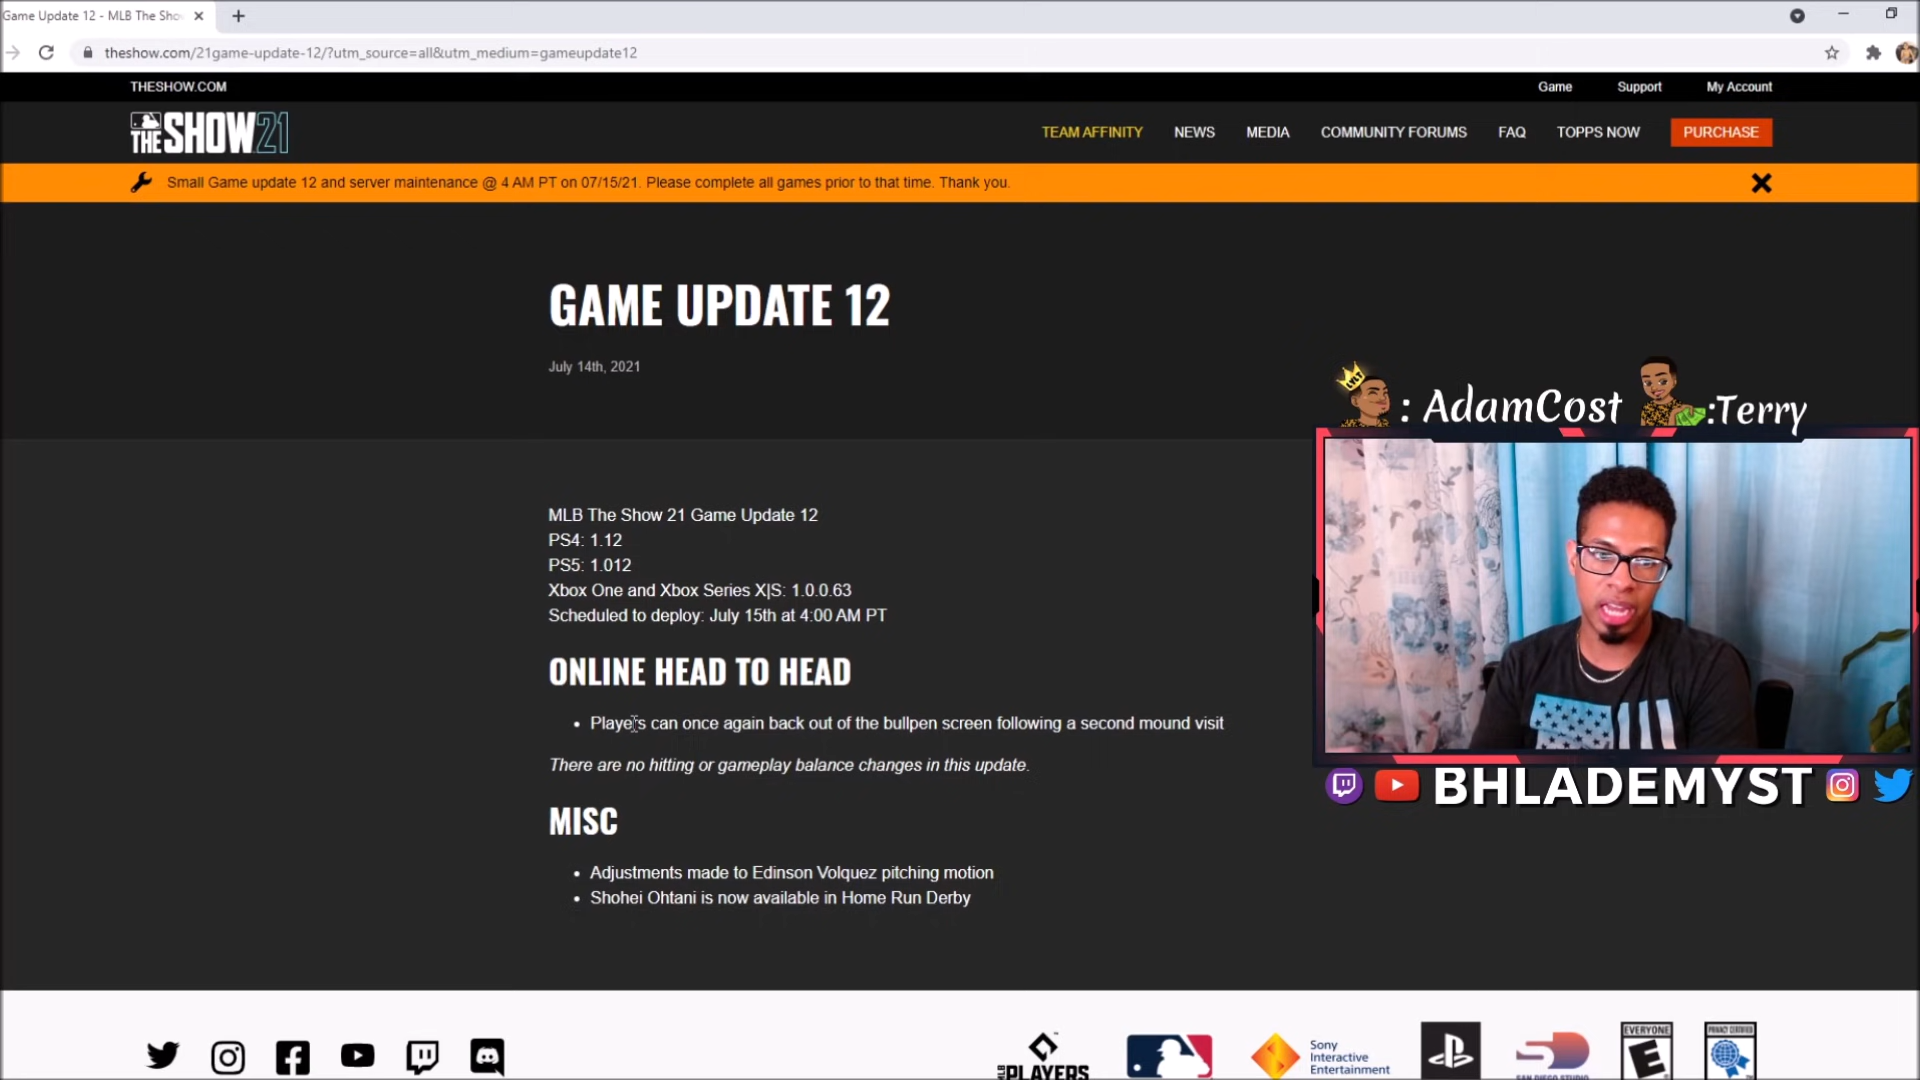 Game Update 12 - MLB The Sho
theshow.com/21game-update-12/?utm_source=all&utm_medium=gameupdate12
THESHOW.COM
Game Support My Account
THE SHOW 21
TEAM AFFINITY NEWS MEDIA COMMUNITY FORUMS FAQ TOPPS NOW PURCHASE
Small Game update 12 and server maintenance @ 4 AM PT on 07/15/21. Please complete all games prior to that time. Thank you.
GAME UPDATE 12
July 14th, 2021
: AdamCost :Terry
MLB The Show 21 Game Update 12
PS4: 1.12
PS5: 1.012
Xbox One and Xbox Series X|S: 1.0.0.63
Scheduled to deploy: July 15th at 4:00 AM PT
ONLINE HEAD TO HEAD
• Players can once again back out of the bullpen screen following a second mound visit
There are no hitting or gameplay balance changes in this update.
BHLADEMYST
MISC
• Adjustments made to Edinson Volquez pitching motion
• Shohei Ohtani is now available in Home Run Derby
MLB PLAYERS
Sony
Interactive
Entertainment
SAN DIEGO STUDIO
EVERYONE
E
PRIVACY CERTIFIED